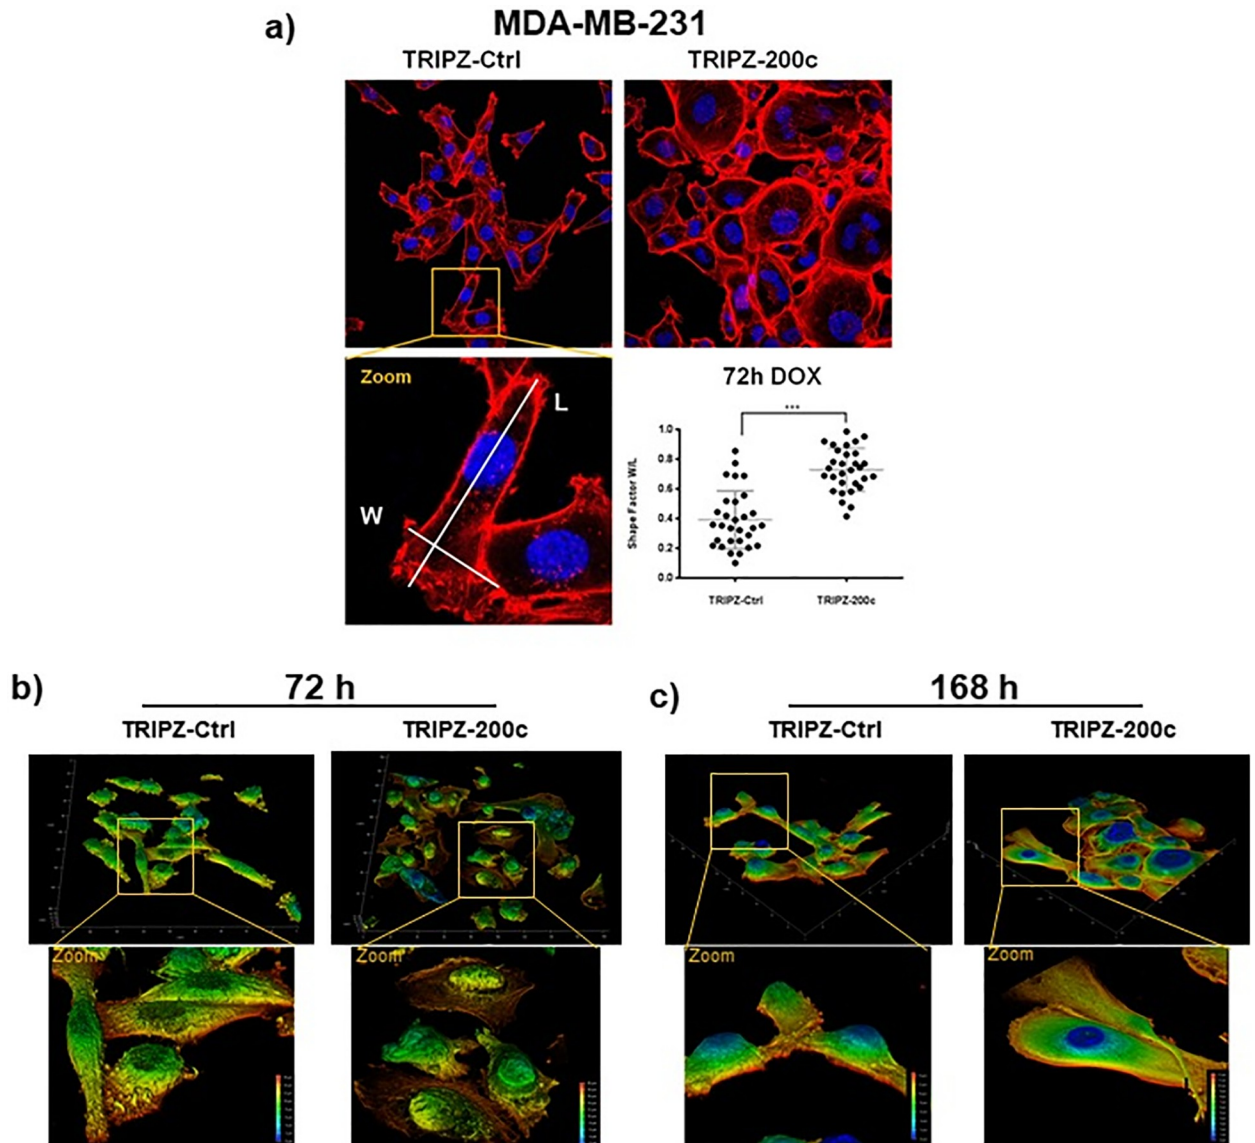 a)
MDA-MB-231
TRIPZ-Ctrl
TRIPZ-200c
Zoom
L
W
72h DOX
***
Shape Factor W/L
1.0
0.8
0.6
0.4
0.2
0.0
TRIPZ-Ctrl
TRIPZ-200c
b)
72 h
TRIPZ-Ctrl
TRIPZ-200c
Zoom
Zoom
c)
168 h
TRIPZ-Ctrl
TRIPZ-200c
Zoom
Zoom